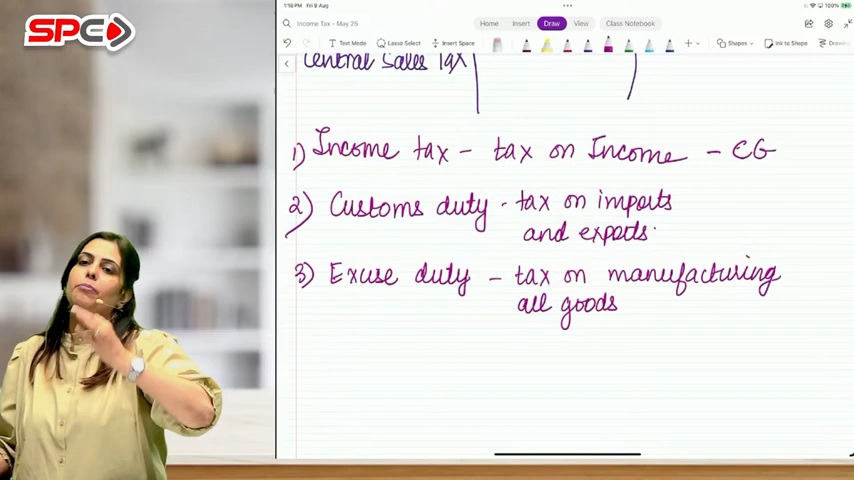 1:16 PM Fri 9 Aug
100%
SPC
Income Tax - May 25
Home Insert Draw View Class Notebook
Text Mode Lasso Select Insert Space Shapes Ink to Shape Drawing
Central Sales Tax
1) Income tax - tax on Income - CG
2) Customs duty - tax on imports
and exports.
3) Excise duty - tax on manufacturing
all goods